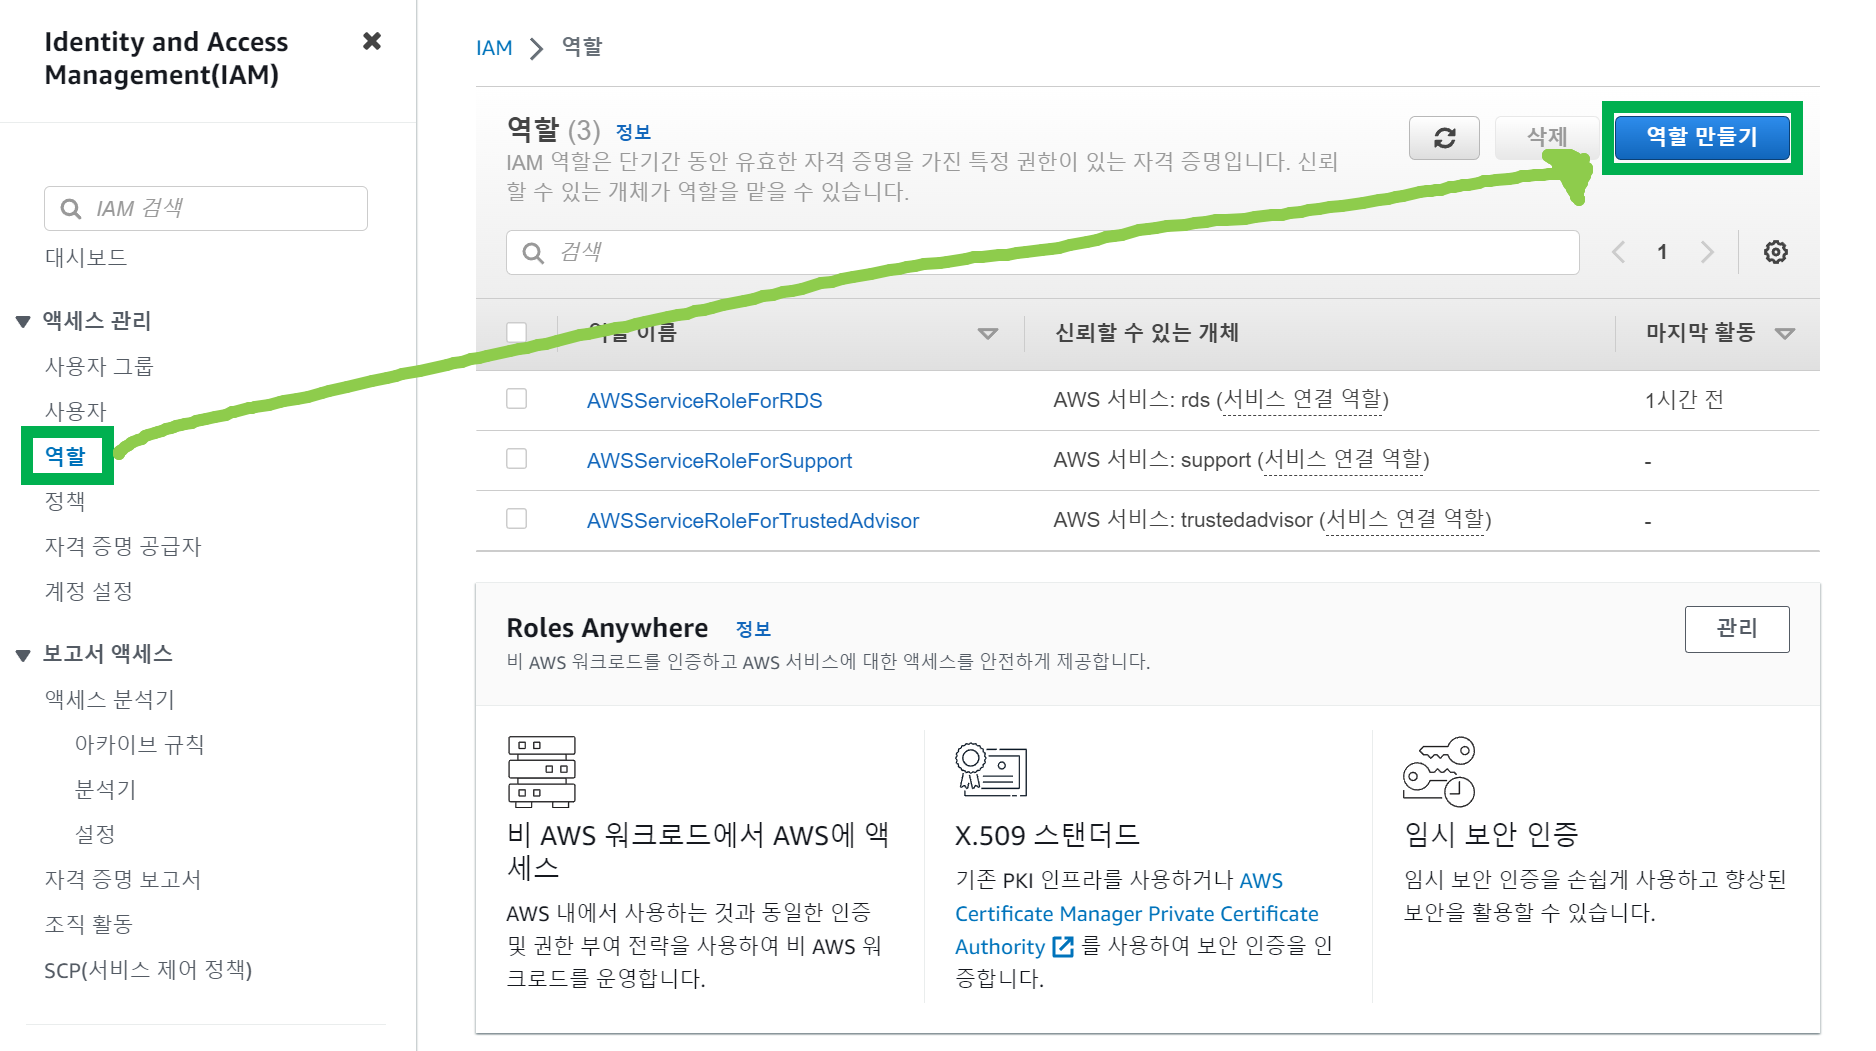 Identity and Access
Management(IAM)
IAM 검색
대시보드
액세스 관리
사용자 그룹
사용자
역할
정책
자격 증명 공급자
계정 설정
보고서 액세스
액세스 분석기
아카이브 규칙
분석기
설정
자격 증명 보고서
조직 활동
SCP(서비스 제어 정책)
IAM > 역할
역할 (3) 정보
IAM 역할은 단기간 동안 유효한 자격 증명을 가진 특정 권한이 있는 자격 증명입니다. 신뢰
할 수 있는 개체가 역할을 맡을 수 있습니다.
삭제
역할 만들기
검색
1
이름 신뢰할 수 있는 개체 마지막 활동
AWSServiceRoleForRDS AWS 서비스: rds (서비스 연결 역할) 1시간 전
AWSServiceRoleForSupport AWS 서비스: support (서비스 연결 역할) -
AWSServiceRoleForTrustedAdvisor AWS 서비스: trustedadvisor (서비스 연결 역할) -
Roles Anywhere 정보
관리
비 AWS 워크로드를 인증하고 AWS 서비스에 대한 액세스를 안전하게 제공합니다.
비 AWS 워크로드에서 AWS에 액
세스
AWS 내에서 사용하는 것과 동일한 인증
및 권한 부여 전략을 사용하여 비 AWS 워
크로드를 운영합니다.
X.509 스탠더드
기존 PKI 인프라를 사용하거나 AWS
Certificate Manager Private Certificate
Authority 를 사용하여 보안 인증을 인
증합니다.
임시 보안 인증
임시 보안 인증을 손쉽게 사용하고 향상된
보안을 활용할 수 있습니다.